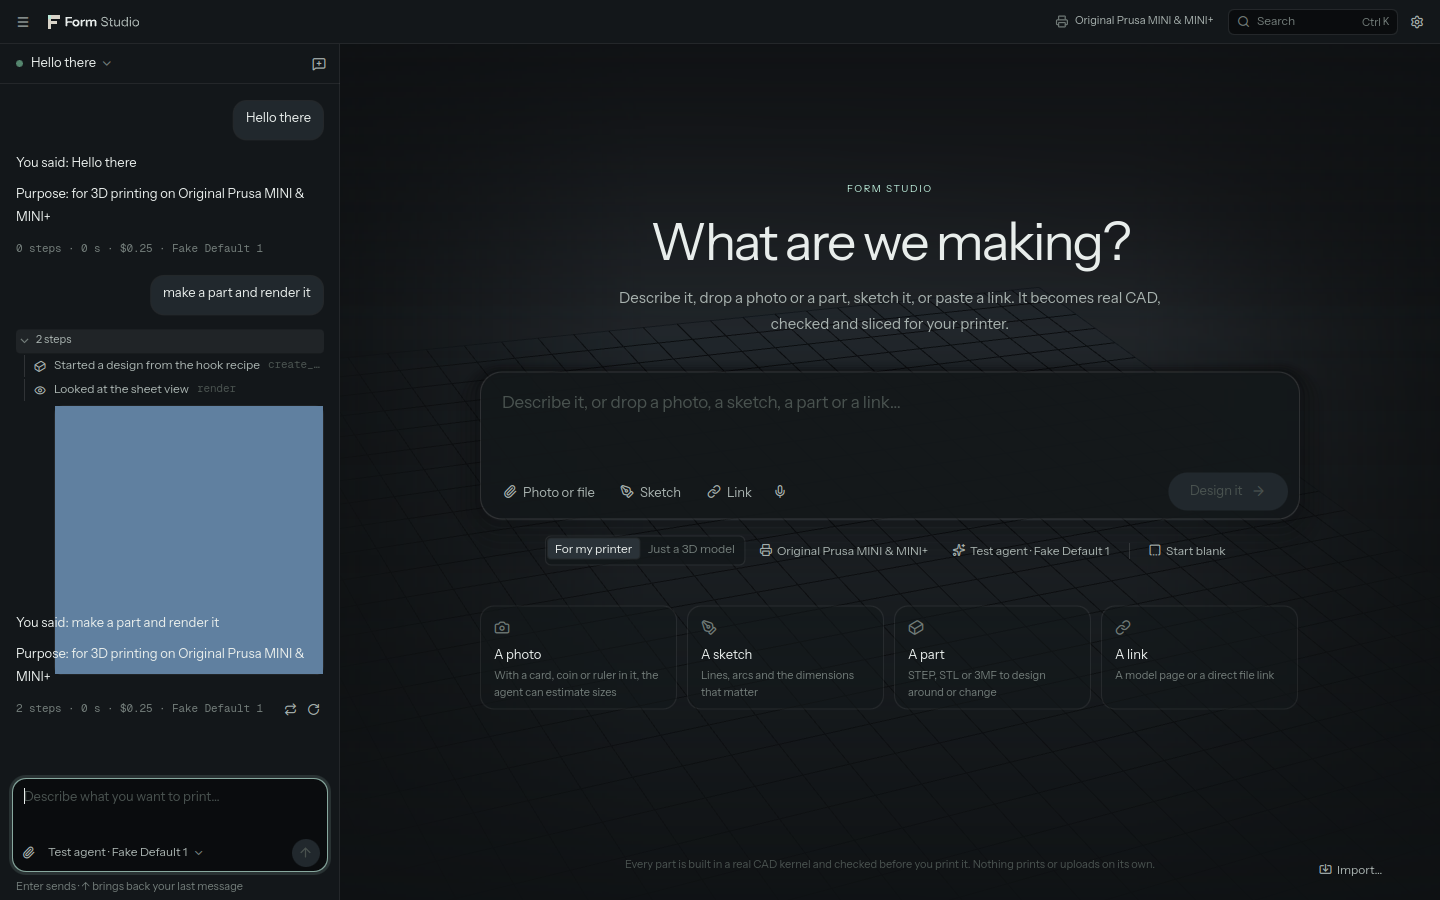 Form Studio
Original Prusa MINI & MINI+
Search
Ctrl K
Hello there
Hello there
You said: Hello there
Purpose: for 3D printing on Original Prusa MINI &
MINI+
0 steps · 0 s · $0.25 · Fake Default 1
make a part and render it
2 steps
Started a design from the hook recipe create_…
Looked at the sheet view render
You said: make a part and render it
Purpose: for 3D printing on Original Prusa MINI &
MINI+
2 steps · 0 s · $0.25 · Fake Default 1
Describe what you want to print...
Test agent · Fake Default 1
Enter sends · ↑ brings back your last message
FORM STUDIO
What are we making?
Describe it, drop a photo or a part, sketch it, or paste a link. It becomes real CAD,
checked and sliced for your printer.
Describe it, or drop a photo, a sketch, a part or a link...
Photo or file
Sketch
Link
Design it
For my printer
Just a 3D model
Original Prusa MINI & MINI+
Test agent · Fake Default 1
Start blank
A photo
With a card, coin or ruler in it, the
agent can estimate sizes
A sketch
Lines, arcs and the dimensions
that matter
A part
STEP, STL or 3MF to design
around or change
A link
A model page or a direct file link
Every part is built in a real CAD kernel and checked before you print it. Nothing prints or uploads on its own.
Import...